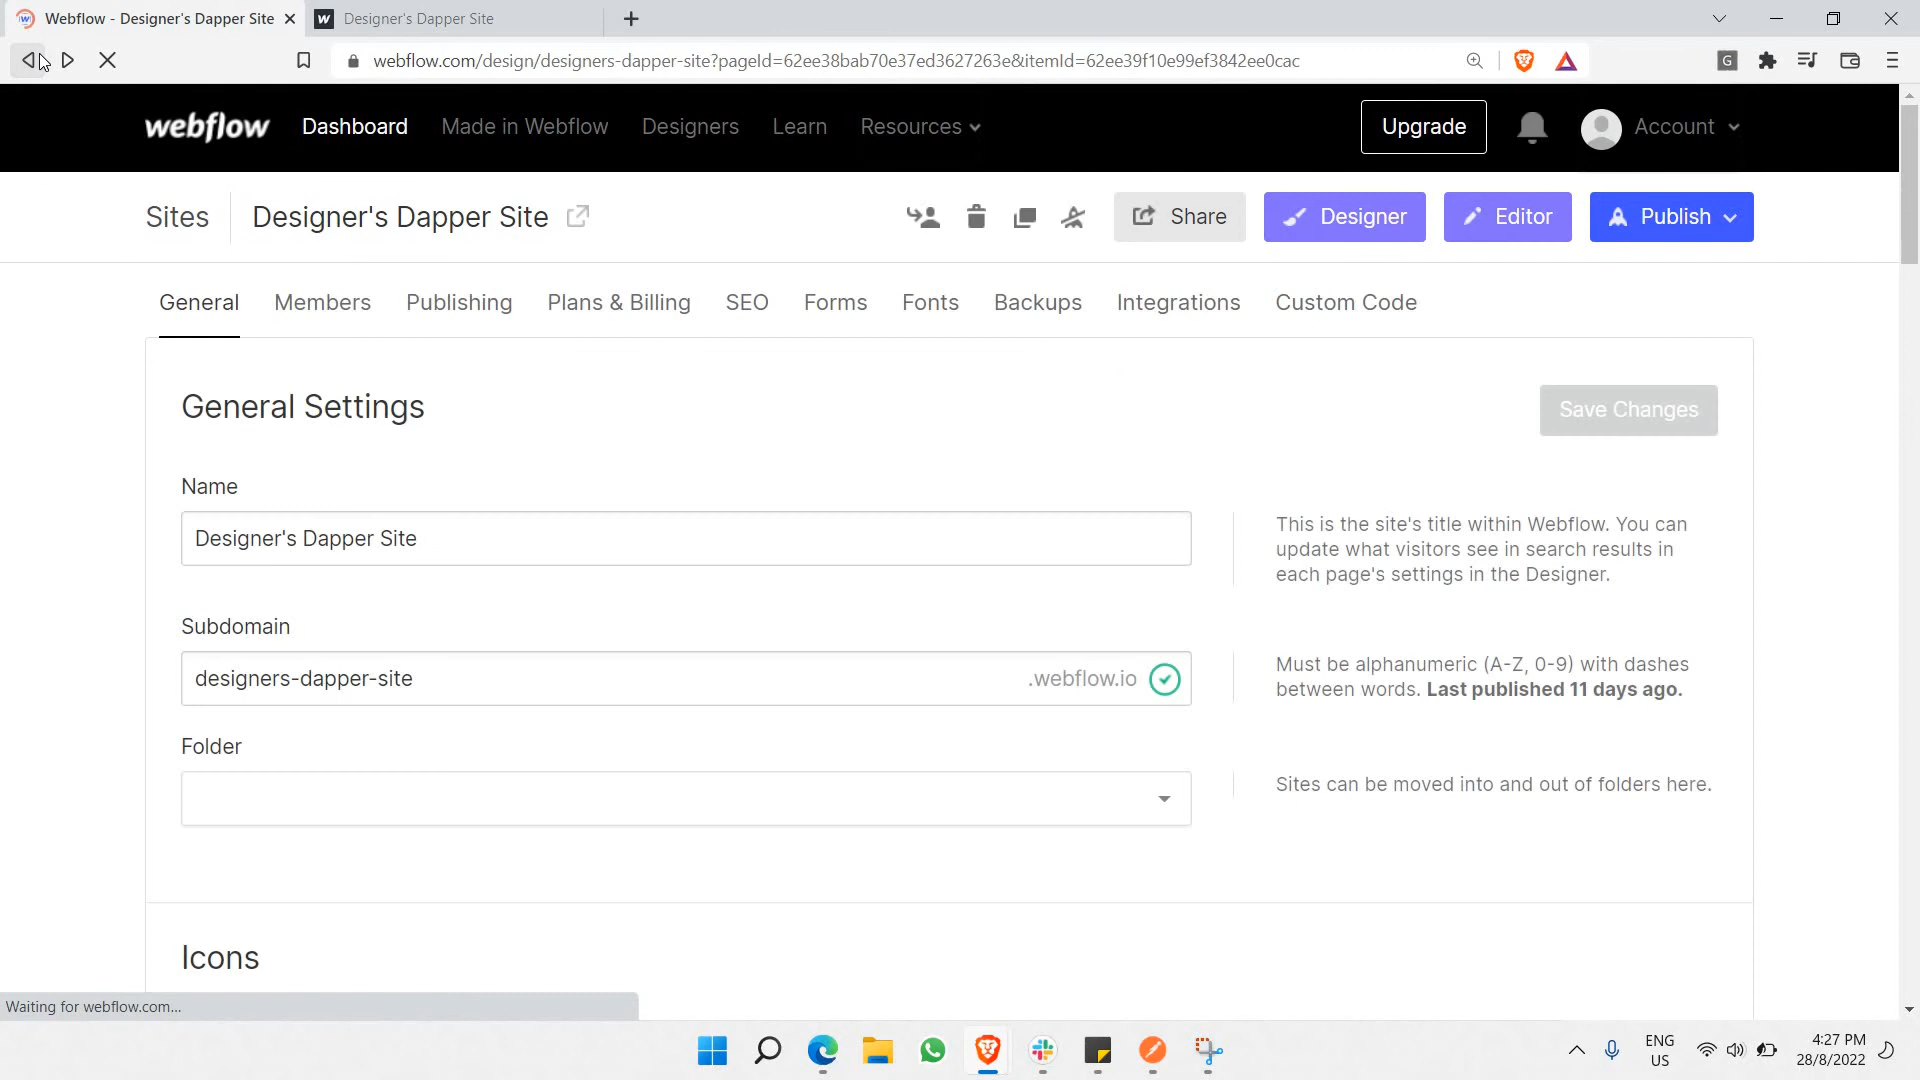 Webflow - Designer's Dapper Site
Designer's Dapper Site
webflow.com/design/designers-dapper-site?pageId=62ee38bab70e37ed3627263e&itemId=62ee39f10e99ef3842ee0cac
G
webflow Dashboard Made in Webflow Designers Learn Resources Upgrade Account
Sites Designer's Dapper Site Share Designer Editor Publish
General Members Publishing Plans & Billing SEO Forms Fonts Backups Integrations Custom Code
General Settings
Save Changes
Name
Designer's Dapper Site
This is the site's title within Webflow. You can
update what visitors see in search results in
each page's settings in the Designer.
Subdomain
designers-dapper-site .webflow.io
Must be alphanumeric (A-Z, 0-9) with dashes
between words. Last published 11 days ago.
Folder
Sites can be moved into and out of folders here.
Icons
Waiting for webflow.com...
ENG
US
4:27 PM
28/8/2022